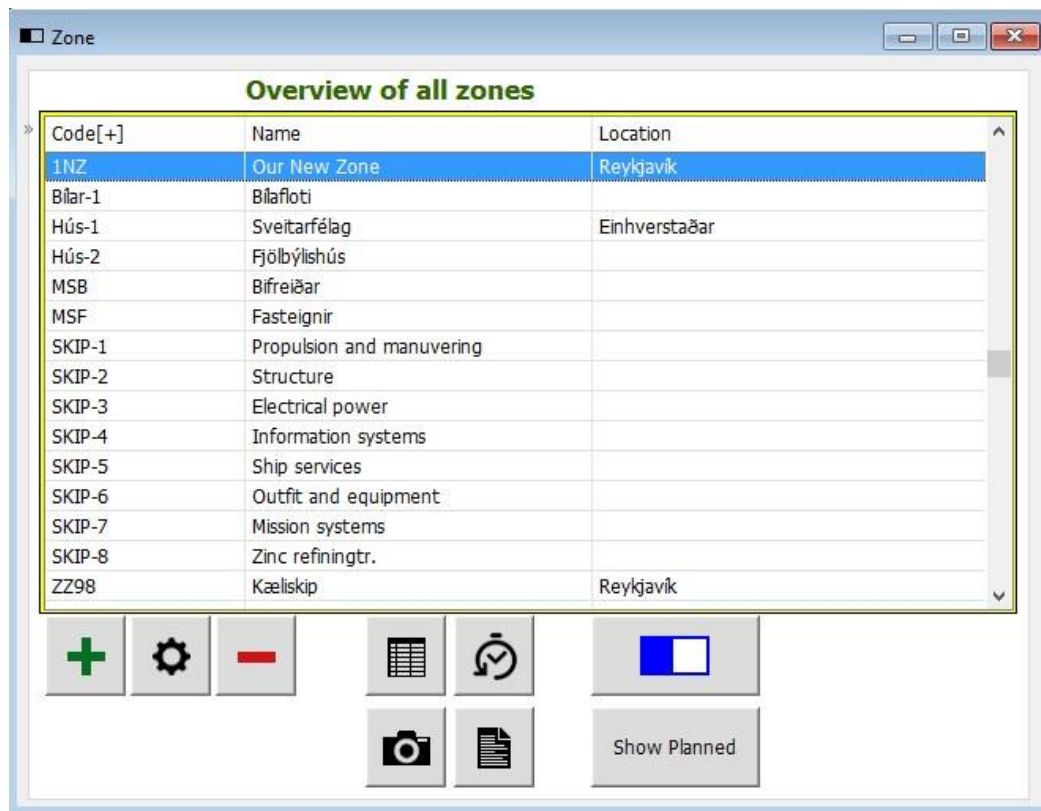 Zone
Overview of all zones
» Code[+] Name Location
1NZ Our New Zone Reykjavík
Bílar-1 Bílafloti
Hús-1 Sveitarfélag Einhverstaðar
Hús-2 Fjölbýlishús
MSB Bifreiðar
MSF Fasteignir
SKIP-1 Propulsion and manuvering
SKIP-2 Structure
SKIP-3 Electrical power
SKIP-4 Information systems
SKIP-5 Ship services
SKIP-6 Outfit and equipment
SKIP-7 Mission systems
SKIP-8 Zinc refiningtr.
ZZ98 Kæliskip Reykjavík
Show Planned